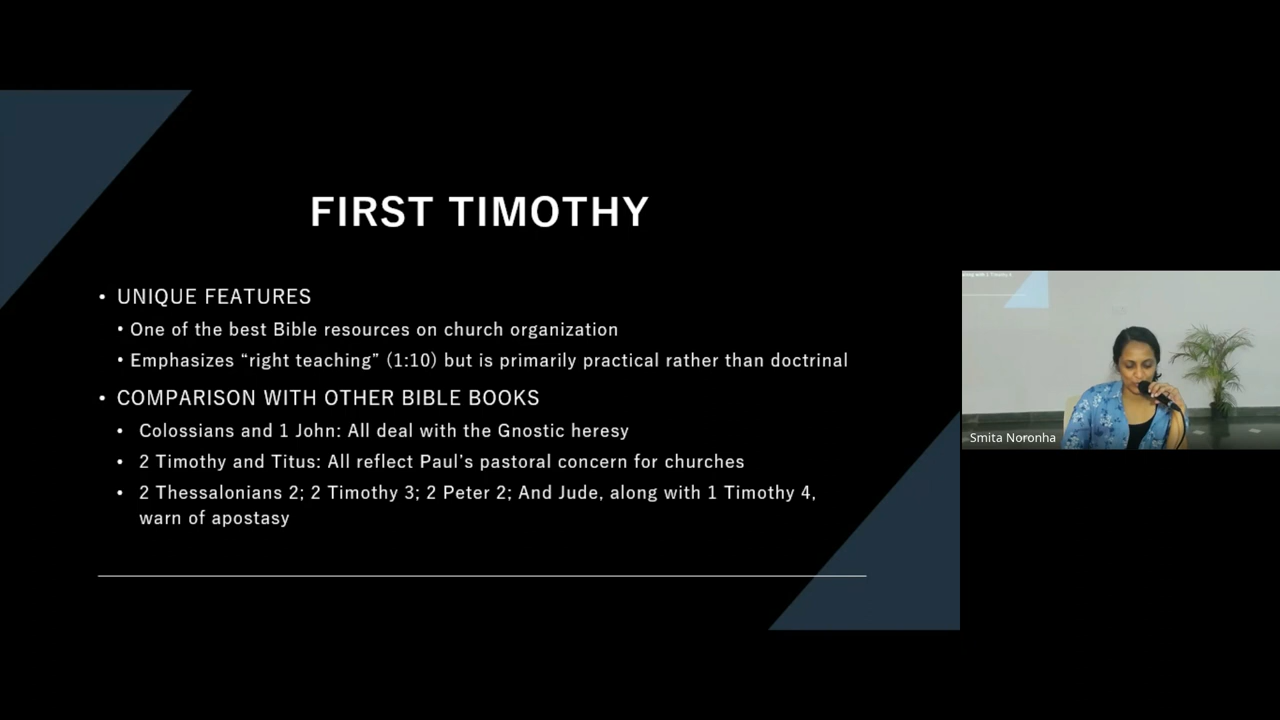 FIRST TIMOTHY
• UNIQUE FEATURES
• One of the best Bible resources on church organization
• Emphasizes “right teaching” (1:10) but is primarily practical rather than doctrinal
• COMPARISON WITH OTHER BIBLE BOOKS
• Colossians and 1 John: All deal with the Gnostic heresy
• 2 Timothy and Titus: All reflect Paul’s pastoral concern for churches
• 2 Thessalonians 2; 2 Timothy 3; 2 Peter 2; And Jude, along with 1 Timothy 4,
warn of apostasy
Smita Noronha